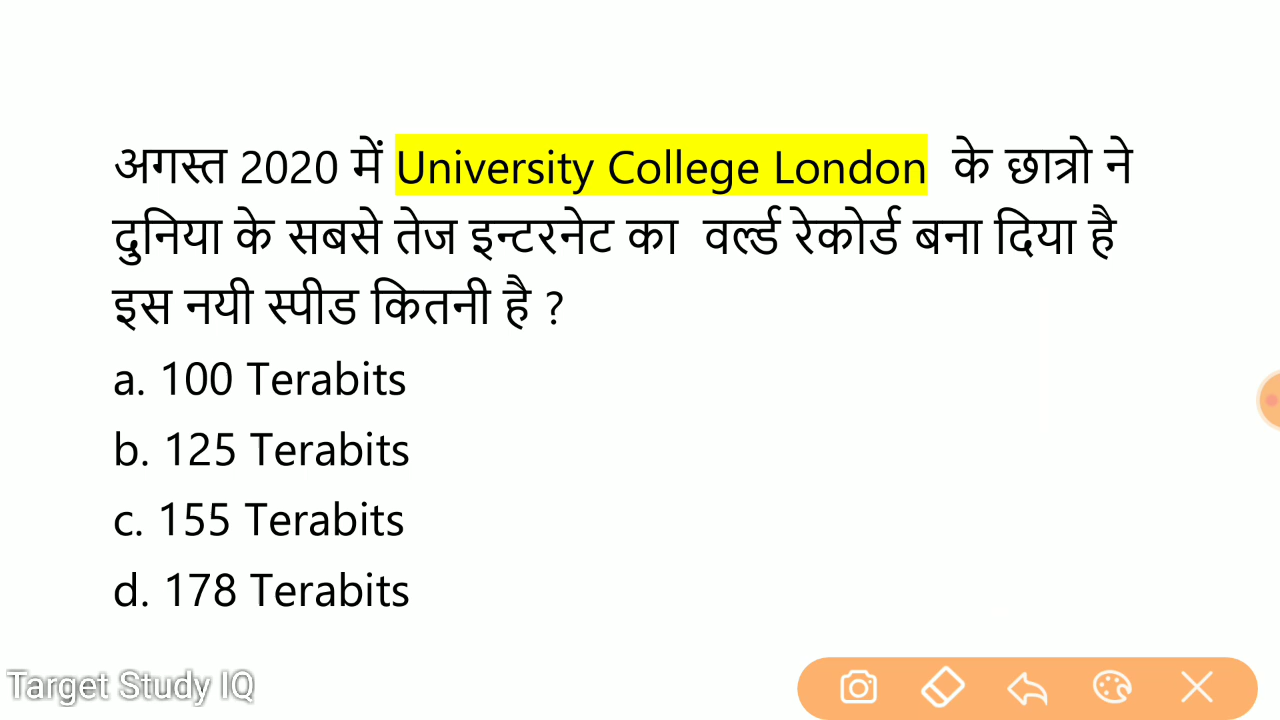 अगस्त 2020 में University College London के छात्रो ने
दुनिया के सबसे तेज इन्टरनेट का वर्ल्ड रेकोर्ड बना दिया है
इस नयी स्पीड कितनी है ?
a. 100 Terabits
b. 125 Terabits
c. 155 Terabits
d. 178 Terabits
Target Study IQ